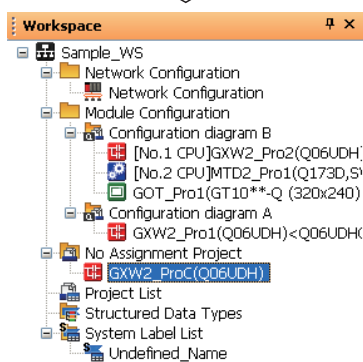 Workspace
Sample_WS
Network Configuration
Network Configuration
Module Configuration
Configuration diagram B
[No.1 CPU]GXW2_Pro2(Q06UDH)
[No.2 CPU]MTD2_Pro1(Q173D,S
GOT_Pro1(GT10**-Q (320x240)
Configuration diagram A
GXW2_Pro1(Q06UDH)<Q06UDH
No Assignment Project
GXW2_ProC(Q06UDH)
Project List
Structured Data Types
System Label List
Undefined_Name